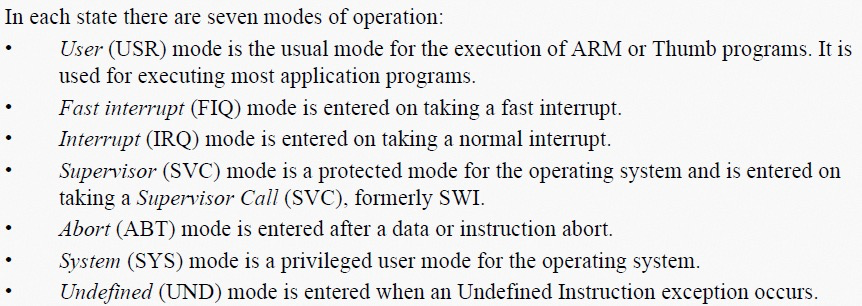 In each state there are seven modes of operation:
• User (USR) mode is the usual mode for the execution of ARM or Thumb programs. It is
used for executing most application programs.
• Fast interrupt (FIQ) mode is entered on taking a fast interrupt.
• Interrupt (IRQ) mode is entered on taking a normal interrupt.
• Supervisor (SVC) mode is a protected mode for the operating system and is entered on
taking a Supervisor Call (SVC), formerly SWI.
• Abort (ABT) mode is entered after a data or instruction abort.
• System (SYS) mode is a privileged user mode for the operating system.
• Undefined (UND) mode is entered when an Undefined Instruction exception occurs.